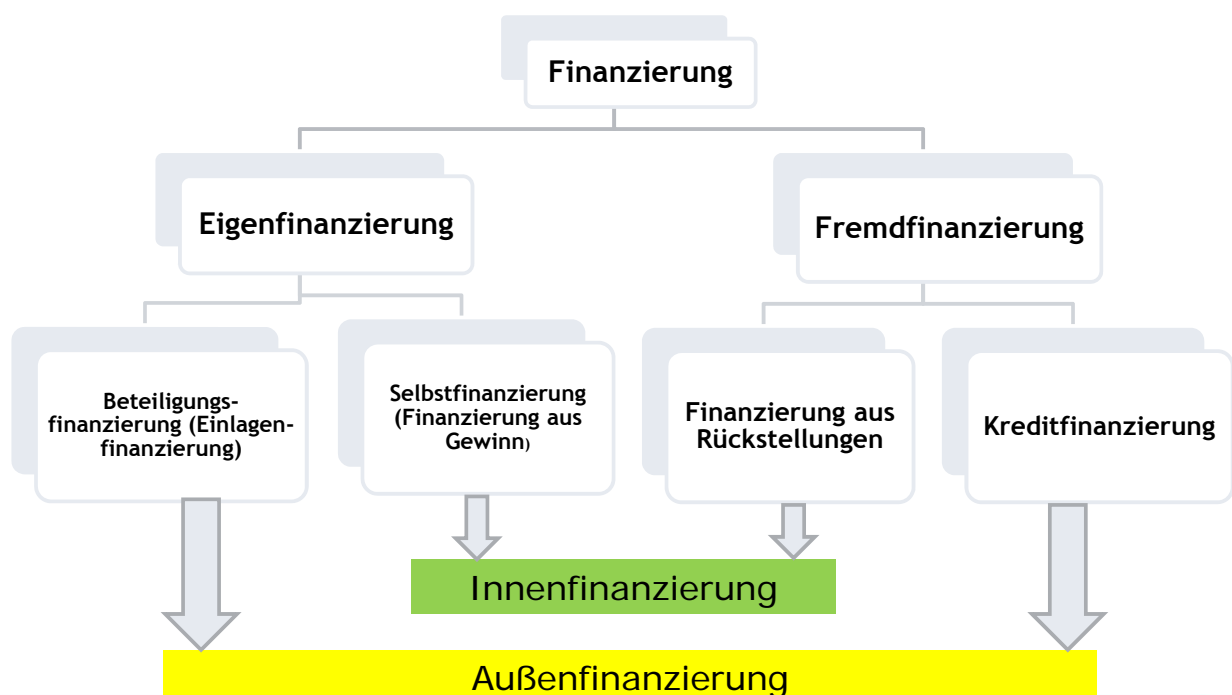 Finanzierung
Eigenfinanzierung
Fremdfinanzierung
Beteiligungs-
finanzierung (Einlagen-
finanzierung)
Selbstfinanzierung
(Finanzierung aus
Gewinn)
Finanzierung aus
Rückstellungen
Kreditfinanzierung
Innenfinanzierung
Außenfinanzierung